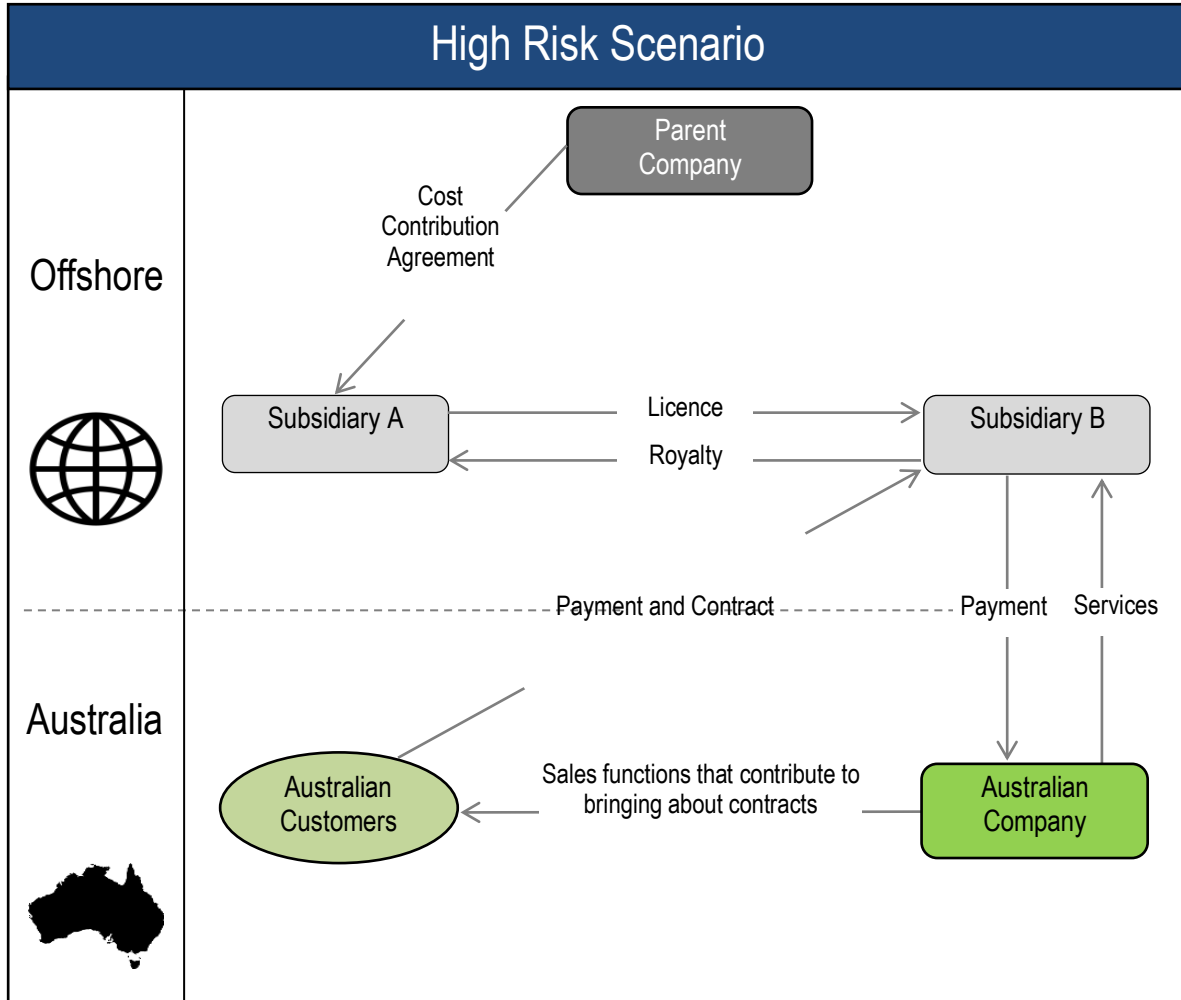 High Risk Scenario
Parent
Company
Cost
Contribution
Agreement
Offshore
Subsidiary A
Licence
Royalty
Subsidiary B
Payment and Contract
Payment
Services
Australia
Australian
Customers
Sales functions that contribute to
bringing about contracts
Australian
Company